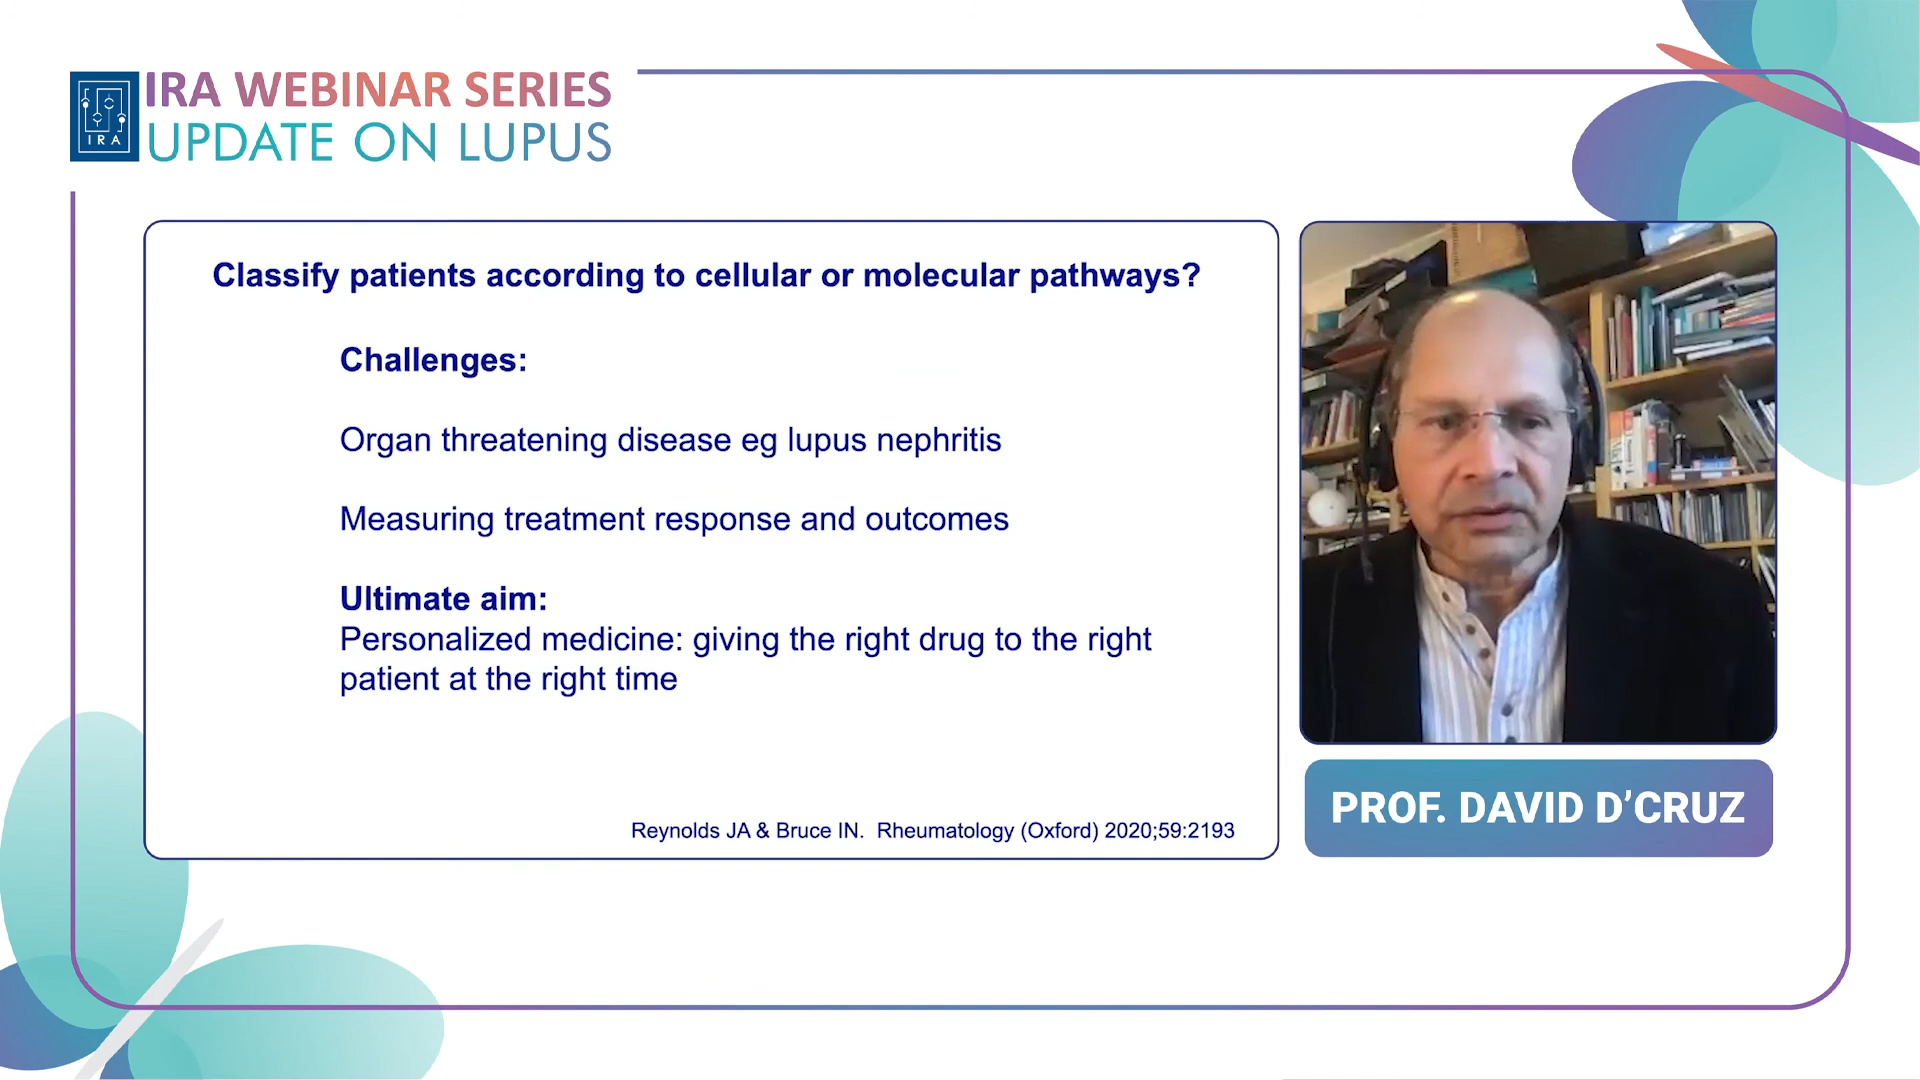 IRA WEBINAR SERIES
UPDATE ON LUPUS
IRA
Classify patients according to cellular or molecular pathways?
Challenges:
Organ threatening disease eg lupus nephritis
Measuring treatment response and outcomes
Ultimate aim:
Personalized medicine: giving the right drug to the right
patient at the right time
Reynolds JA & Bruce IN.  Rheumatology (Oxford) 2020;59:2193
PROF. DAVID D’CRUZ